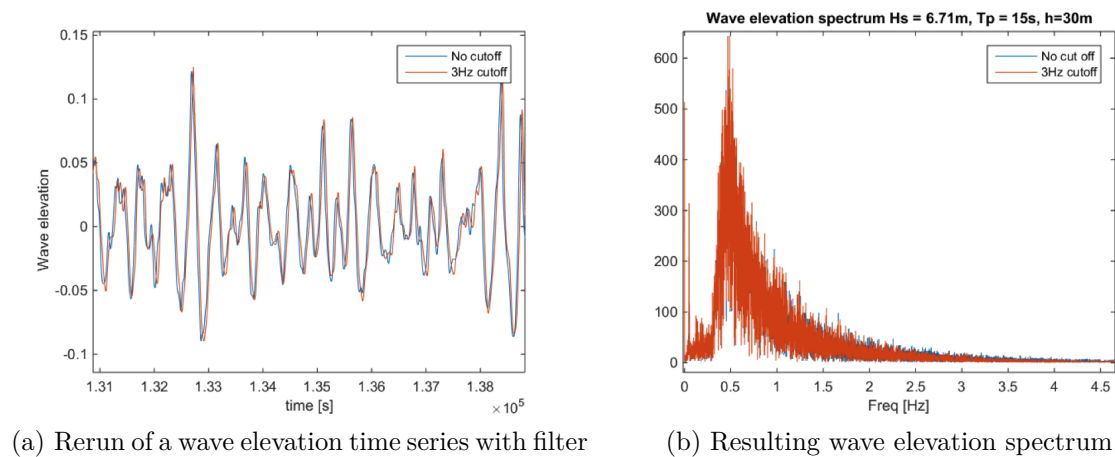 0.15
0.1
0.05
0
-0.05
-0.1
Wave elevation
No cutoff
3Hz cutoff
1.31 1.32 1.33 1.34 1.35 1.36 1.37 1.38
time [s]
×10⁵
(a) Rerun of a wave elevation time series with filter
Wave elevation spectrum Hs = 6.71m, Tp = 15s, h=30m
600
500
400
300
200
100
0
No cut off
3Hz cutoff
0 0.5 1 1.5 2 2.5 3 3.5 4 4.5
Freq [Hz]
(b) Resulting wave elevation spectrum